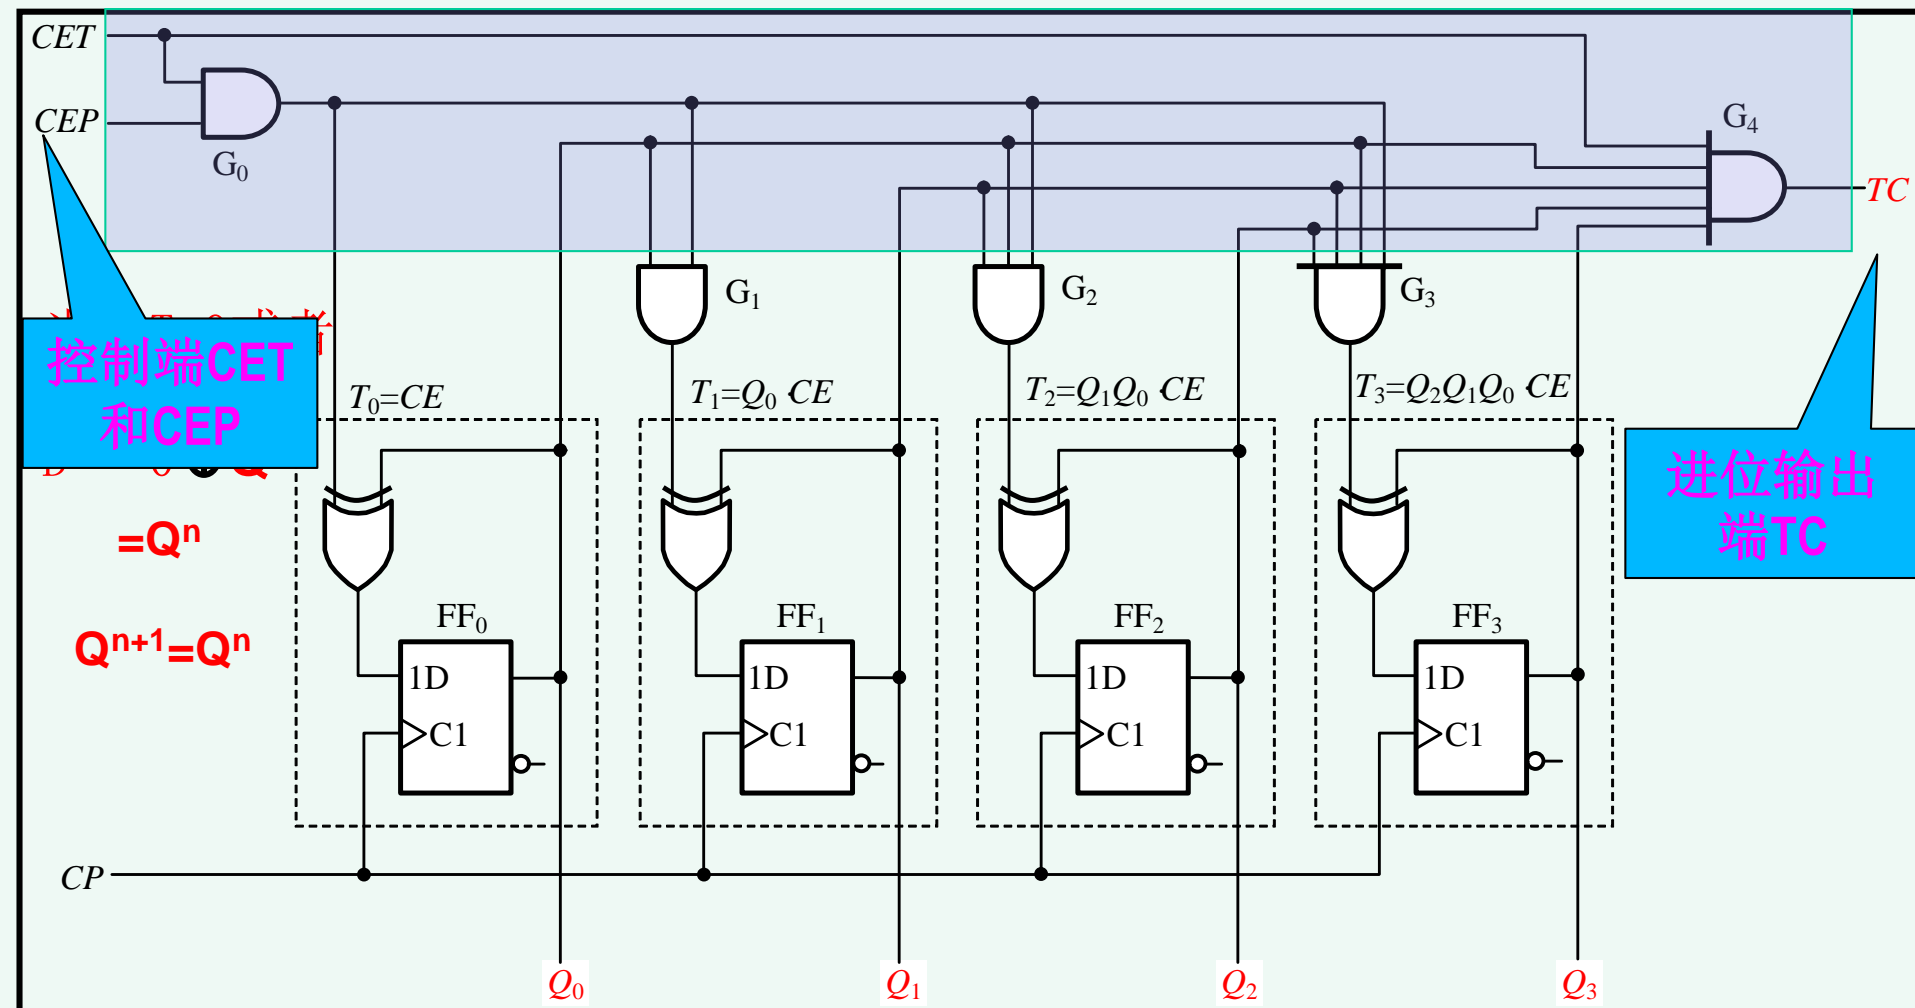 CET
CEP
G₀
G₄
TC
G₁
G₂
G₃
控制端CET
和CEP
T₀=CE
T₁=Q₀·CE
T₂=Q₁Q₀·CE
T₃=Q₂Q₁Q₀·CE
进位输出
端TC
=Qⁿ
Qⁿ⁺¹=Qⁿ
FF₀
FF₁
FF₂
FF₃
1D
1D
1D
1D
C1
C1
C1
C1
CP
Q₀
Q₁
Q₂
Q₃